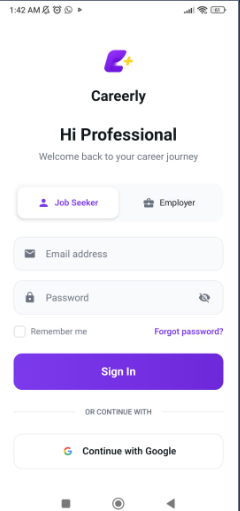 1:42 AM
Careerly
Hi Professional
Welcome back to your career journey
Job Seeker
Employer
Email address
Password
Remember me
Forgot password?
Sign In
OR CONTINUE WITH
Continue with Google